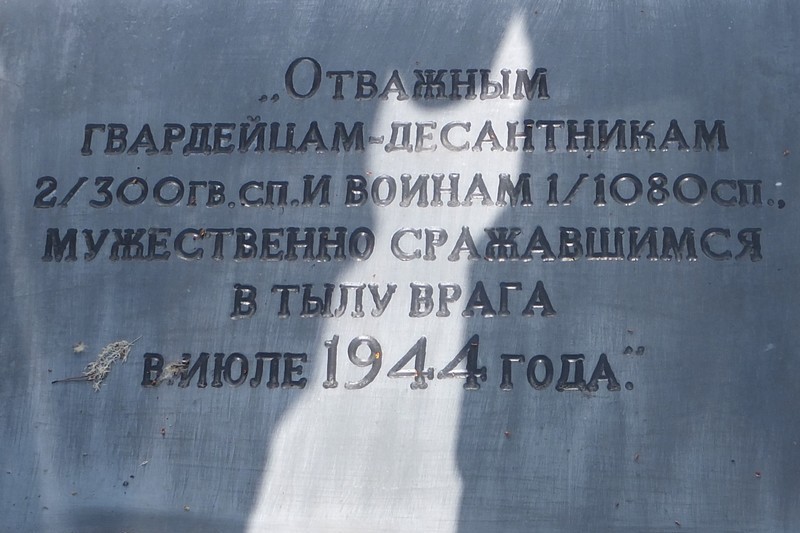 „Отважным
гвардейцам-десантникам
2/300гв.сп. и воинам 1/1080сп.,
мужественно сражавшимся
в тылу врага
в июле 1944 года."